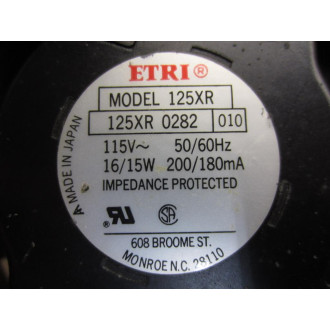 ETRI®
MODEL 125XR
125XR 0282 010
115V~ 50/60Hz
16/15W 200/180mA
IMPEDANCE PROTECTED
608 BROOME ST.
MONROE N.C. 28110
MADE IN JAPAN